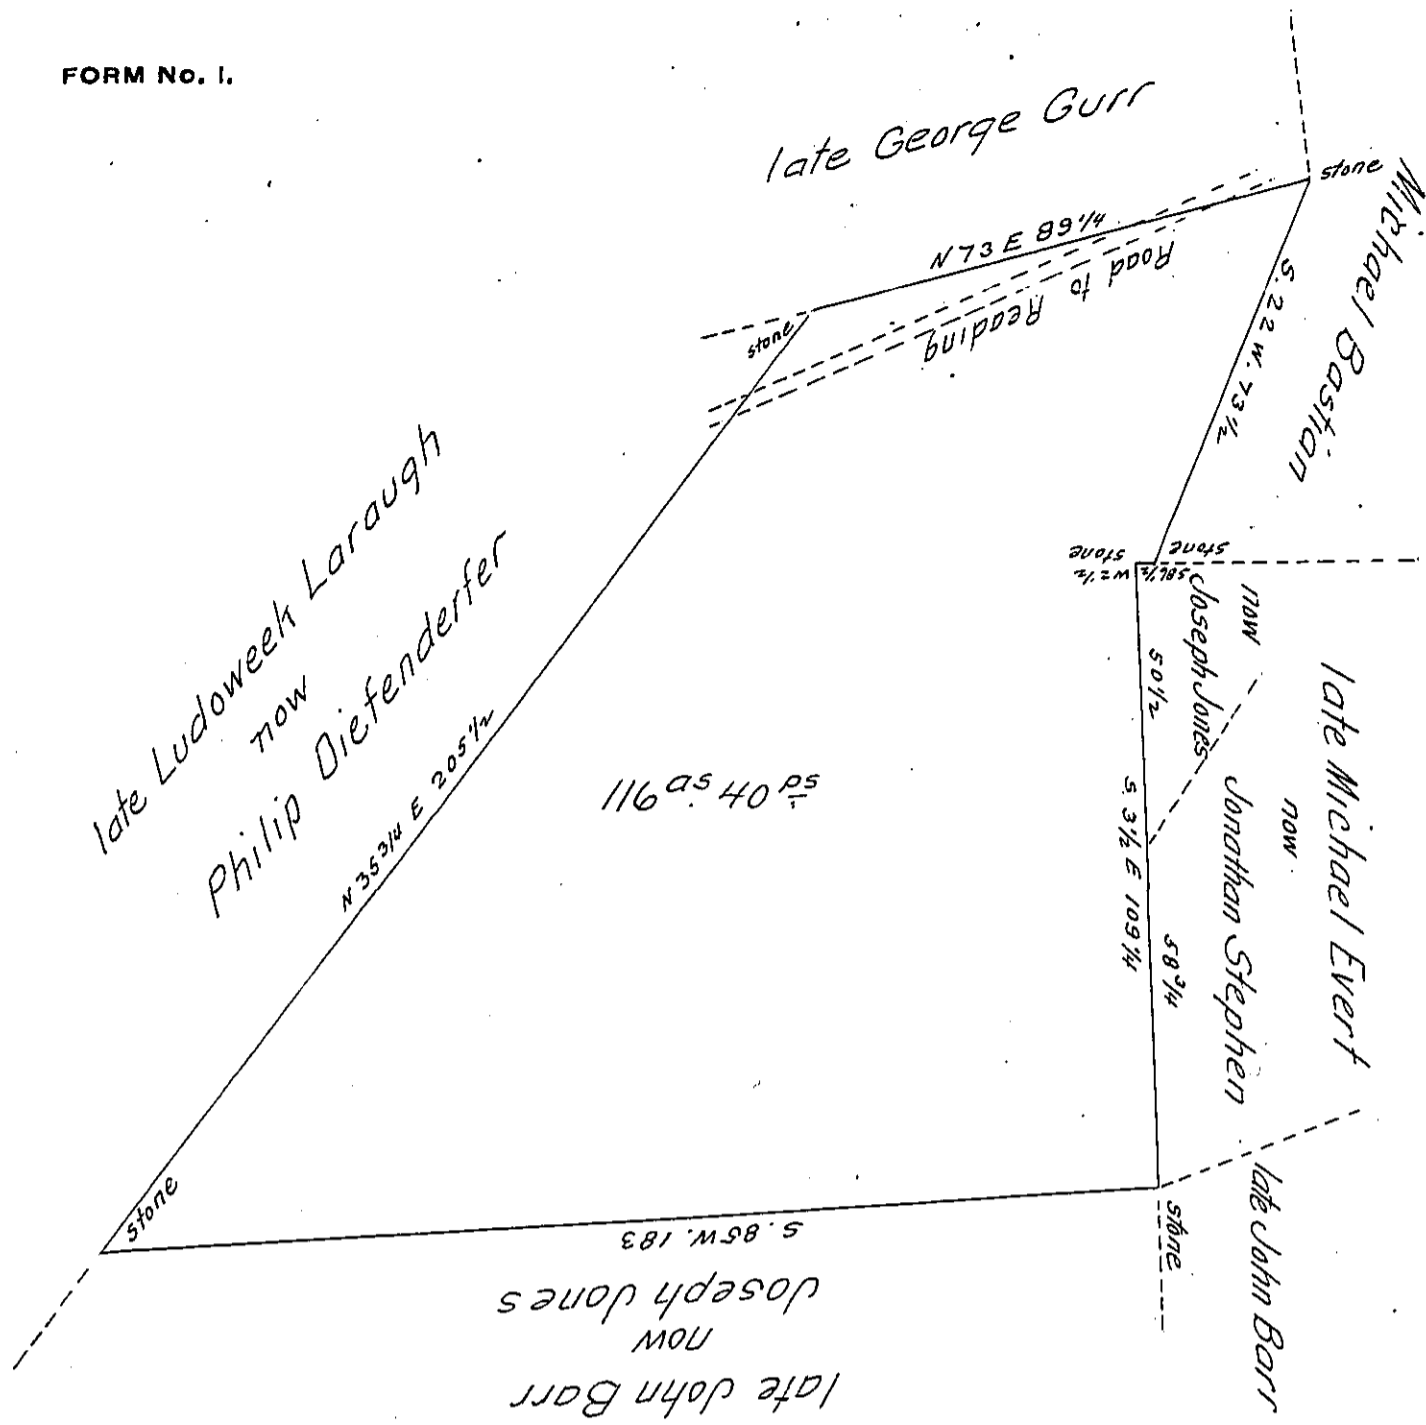 FORM No. 1.
late George Gurr
stone
N 73 E 89 1/4
Road to Reading
stone
Michael Bastian
S. 22 W. 73 1/2
stone
stone
S86 1/2 W 2 1/2
now
Joseph Jones
50 1/2
late Michael Evert
now
Jonathan Stephen
S. 3 1/2 E 109 1/4
58 3/4
late Ludoweek Laraugh
now
Philip Diefenderfer
N 35 3/4 E 205 1/2
116 as 40 ps
stone
stone
late John Barr
S. 85 W. 183
late John Barr
now
Joseph Jones